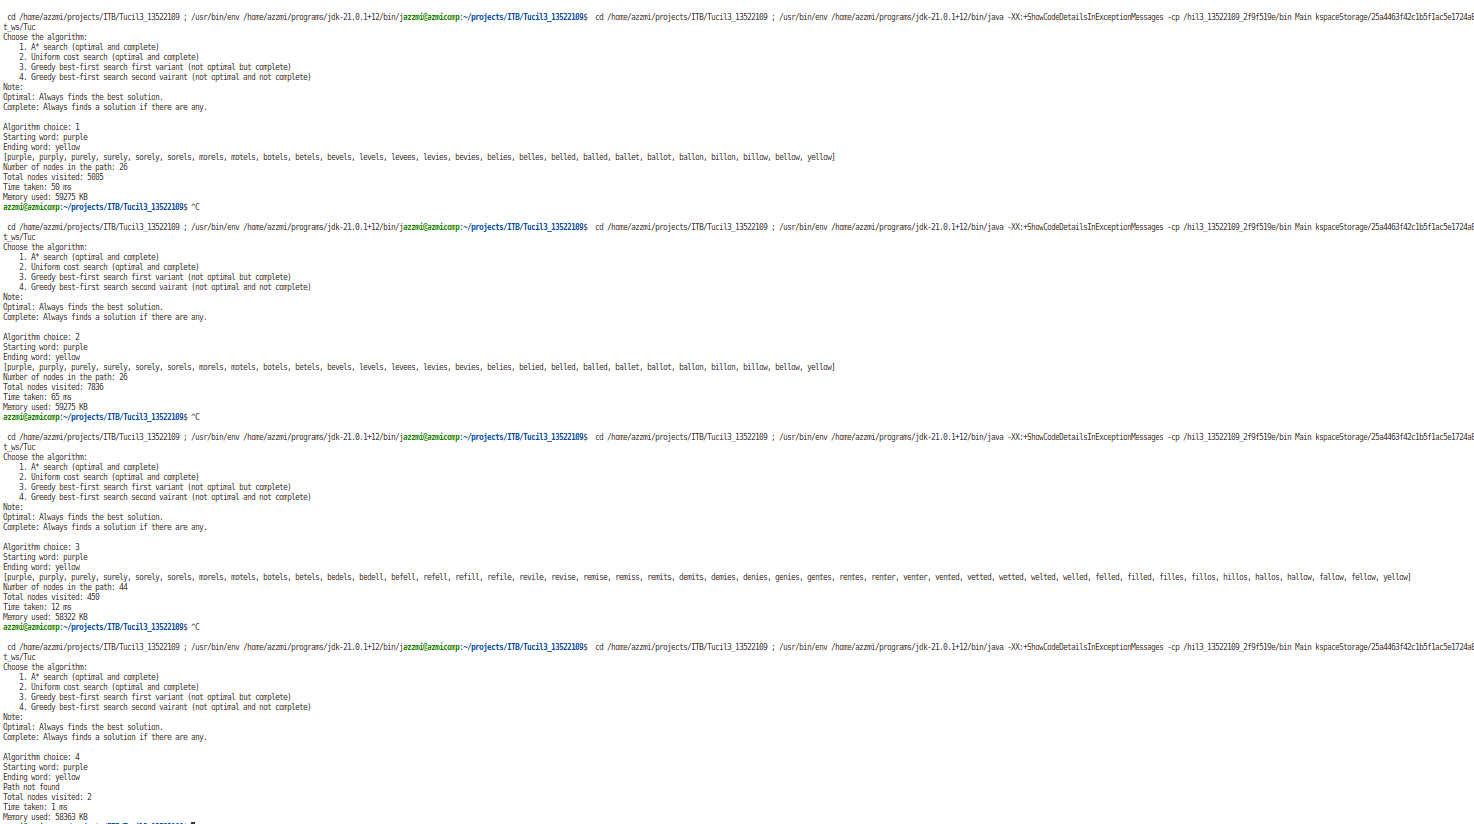 cd /home/azzmi/projects/ITB/Tucil3_13522109 ; /usr/bin/env /home/azzmi/programs/jdk-21.0.1+12/bin/jazzmi@azmicomp:~/projects/ITB/Tucil3_13522109$  cd /home/azzmi/projects/ITB/Tucil3_13522109 ; /usr/bin/env /home/azzmi/programs/jdk-21.0.1+12/bin/java -XX:+ShowCodeDetailsInExceptionMessages -cp /hil3_13522109_2f9f519e/bin Main kspaceStorage/25a4463f42c1b5f1ac5e1724a8
t_ws/Tuc
Choose the algorithm:
    1. A* search (optimal and complete)
    2. Uniform cost search (optimal and complete)
    3. Greedy best-first search first variant (not optimal but complete)
    4. Greedy best-first search second vairant (not optimal and not complete)
Note:
Optimal: Always finds the best solution.
Complete: Always finds a solution if there are any.

Algorithm choice: 1
Starting word: purple
Ending word: yellow
[purple, purply, purely, surely, sorely, sorels, morels, motels, botels, betels, bevels, levels, levees, levies, bevies, belies, belles, belled, balled, ballet, ballot, ballon, billon, billow, bellow, yellow]
Number of nodes in the path: 26
Total nodes visited: 5005
Time taken: 50 ms
Memory used: 59275 KB
azzmi@azmicomp:~/projects/ITB/Tucil3_13522109$ ^C

cd /home/azzmi/projects/ITB/Tucil3_13522109 ; /usr/bin/env /home/azzmi/programs/jdk-21.0.1+12/bin/jazzmi@azmicomp:~/projects/ITB/Tucil3_13522109$  cd /home/azzmi/projects/ITB/Tucil3_13522109 ; /usr/bin/env /home/azzmi/programs/jdk-21.0.1+12/bin/java -XX:+ShowCodeDetailsInExceptionMessages -cp /hil3_13522109_2f9f519e/bin Main kspaceStorage/25a4463f42c1b5f1ac5e1724a8
t_ws/Tuc
Choose the algorithm:
    1. A* search (optimal and complete)
    2. Uniform cost search (optimal and complete)
    3. Greedy best-first search first variant (not optimal but complete)
    4. Greedy best-first search second vairant (not optimal and not complete)
Note:
Optimal: Always finds the best solution.
Complete: Always finds a solution if there are any.

Algorithm choice: 2
Starting word: purple
Ending word: yellow
[purple, purply, purely, surely, sorely, sorels, morels, motels, botels, betels, bevels, levels, levees, levies, bevies, belies, belied, belled, balled, ballet, ballot, ballon, billon, billow, bellow, yellow]
Number of nodes in the path: 26
Total nodes visited: 7836
Time taken: 65 ms
Memory used: 59275 KB
azzmi@azmicomp:~/projects/ITB/Tucil3_13522109$ ^C

cd /home/azzmi/projects/ITB/Tucil3_13522109 ; /usr/bin/env /home/azzmi/programs/jdk-21.0.1+12/bin/jazzmi@azmicomp:~/projects/ITB/Tucil3_13522109$  cd /home/azzmi/projects/ITB/Tucil3_13522109 ; /usr/bin/env /home/azzmi/programs/jdk-21.0.1+12/bin/java -XX:+ShowCodeDetailsInExceptionMessages -cp /hil3_13522109_2f9f519e/bin Main kspaceStorage/25a4463f42c1b5f1ac5e1724a8
t_ws/Tuc
Choose the algorithm:
    1. A* search (optimal and complete)
    2. Uniform cost search (optimal and complete)
    3. Greedy best-first search first variant (not optimal but complete)
    4. Greedy best-first search second vairant (not optimal and not complete)
Note:
Optimal: Always finds the best solution.
Complete: Always finds a solution if there are any.

Algorithm choice: 3
Starting word: purple
Ending word: yellow
[purple, purply, purely, surely, sorely, sorels, morels, motels, botels, betels, bedels, bedell, befell, refell, refill, refile, revile, revise, remise, remiss, remits, demits, demies, denies, genies, gentes, rentes, renter, venter, vented, vetted, wetted, welted, welled, felled, filled, filles, fillos, hillos, hallos, hallow, fallow, fellow, yellow]
Number of nodes in the path: 44
Total nodes visited: 450
Time taken: 12 ms
Memory used: 58322 KB
azzmi@azmicomp:~/projects/ITB/Tucil3_13522109$ ^C

cd /home/azzmi/projects/ITB/Tucil3_13522109 ; /usr/bin/env /home/azzmi/programs/jdk-21.0.1+12/bin/jazzmi@azmicomp:~/projects/ITB/Tucil3_13522109$  cd /home/azzmi/projects/ITB/Tucil3_13522109 ; /usr/bin/env /home/azzmi/programs/jdk-21.0.1+12/bin/java -XX:+ShowCodeDetailsInExceptionMessages -cp /hil3_13522109_2f9f519e/bin Main kspaceStorage/25a4463f42c1b5f1ac5e1724a8
t_ws/Tuc
Choose the algorithm:
    1. A* search (optimal and complete)
    2. Uniform cost search (optimal and complete)
    3. Greedy best-first search first variant (not optimal but complete)
    4. Greedy best-first search second vairant (not optimal and not complete)
Note:
Optimal: Always finds the best solution.
Complete: Always finds a solution if there are any.

Algorithm choice: 4
Starting word: purple
Ending word: yellow
Path not found
Total nodes visited: 2
Time taken: 1 ms
Memory used: 58363 KB